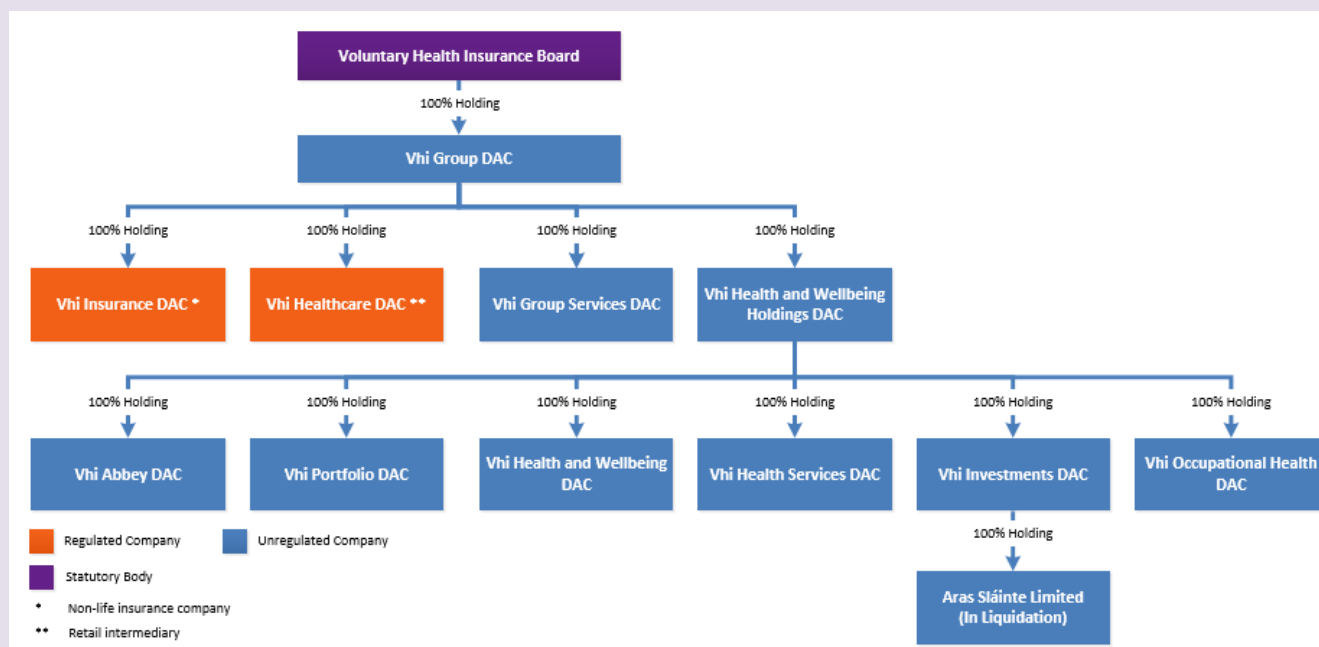 Voluntary Health Insurance Board
100% Holding
Vhi Group DAC
100% Holding
100% Holding
100% Holding
100% Holding
Vhi Insurance DAC *
Vhi Healthcare DAC **
Vhi Group Services DAC
Vhi Health and Wellbeing
Holdings DAC
100% Holding
100% Holding
100% Holding
100% Holding
100% Holding
100% Holding
Vhi Abbey DAC
Vhi Portfolio DAC
Vhi Health and Wellbeing
DAC
Vhi Health Services DAC
Vhi Investments DAC
Vhi Occupational Health
DAC
100% Holding
Aras Sláinte Limited
(In Liquidation)
Regulated Company
Unregulated Company
Statutory Body
* Non-life insurance company
** Retail intermediary